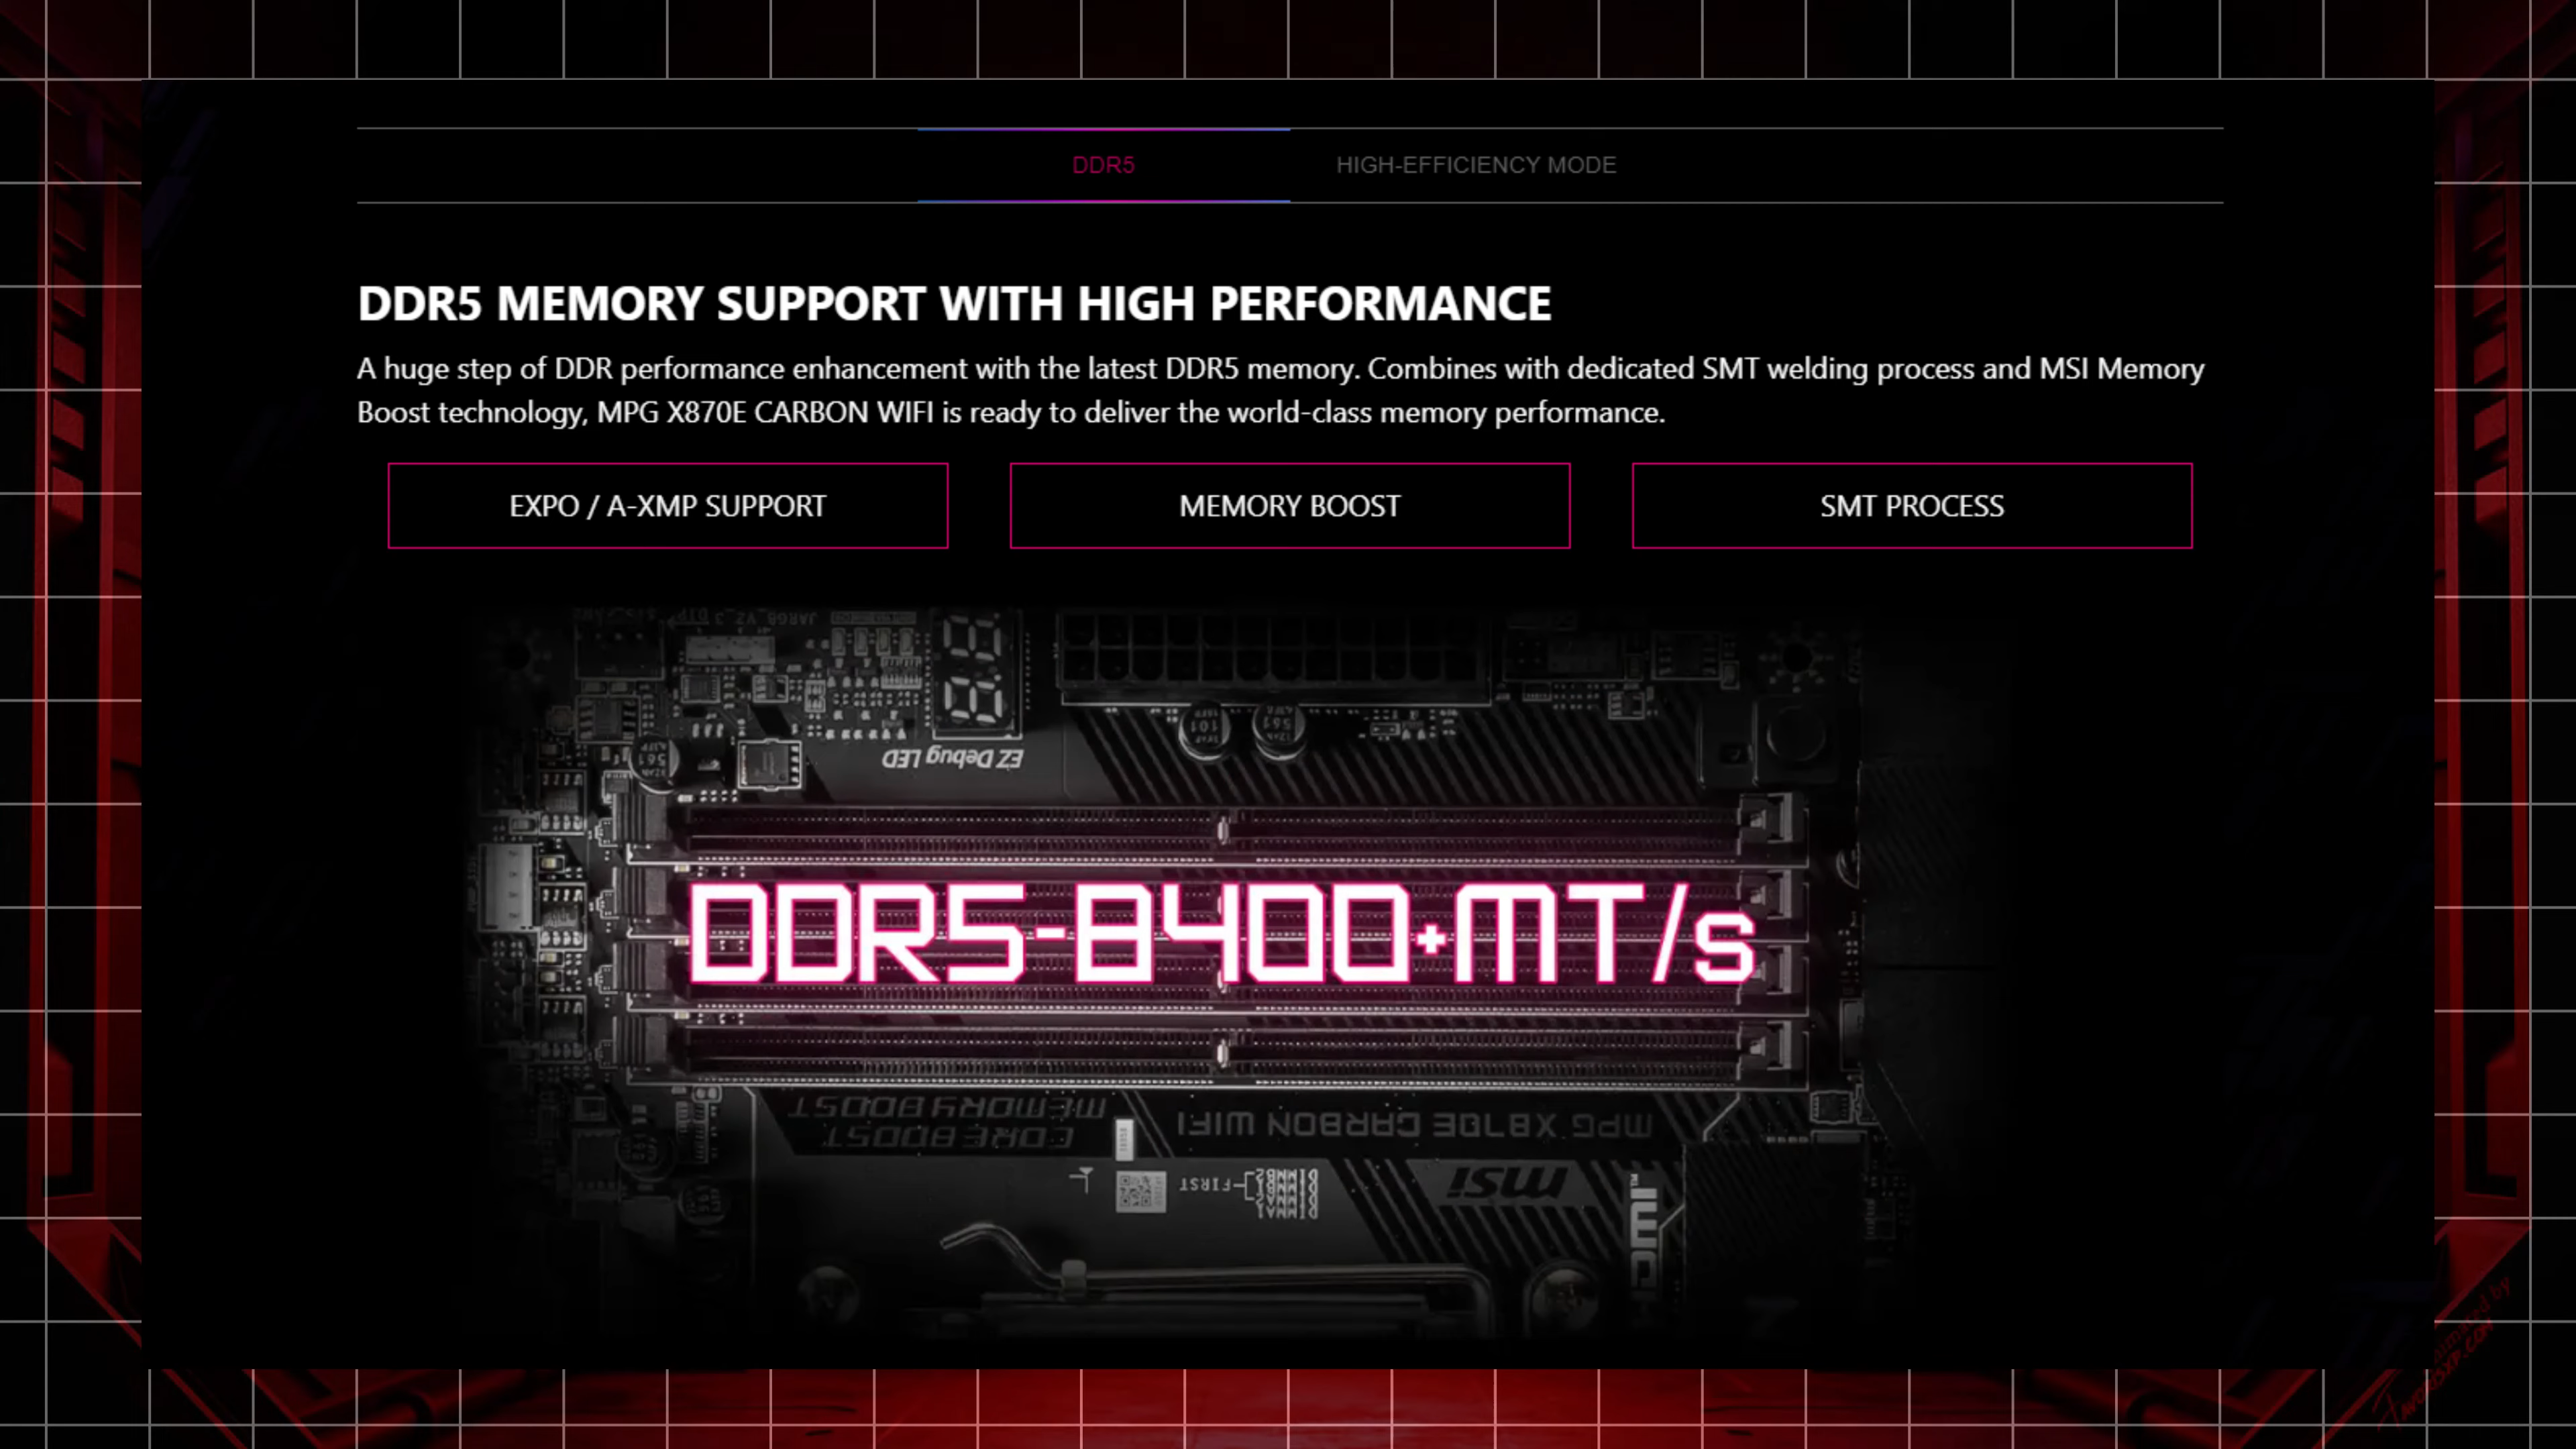 DDR5
HIGH-EFFICIENCY MODE
DDR5 MEMORY SUPPORT WITH HIGH PERFORMANCE
A huge step of DDR performance enhancement with the latest DDR5 memory. Combines with dedicated SMT welding process and MSI Memory
Boost technology, MPG X870E CARBON WIFI is ready to deliver the world-class memory performance.
EXPO / A-XMP SUPPORT
MEMORY BOOST
SMT PROCESS
EZ Debug LED
DDR5-8400+MT/s
MEMORY BOOST
CORE BOOST
MPG X870E CARBON WIFI
FIRST
msi